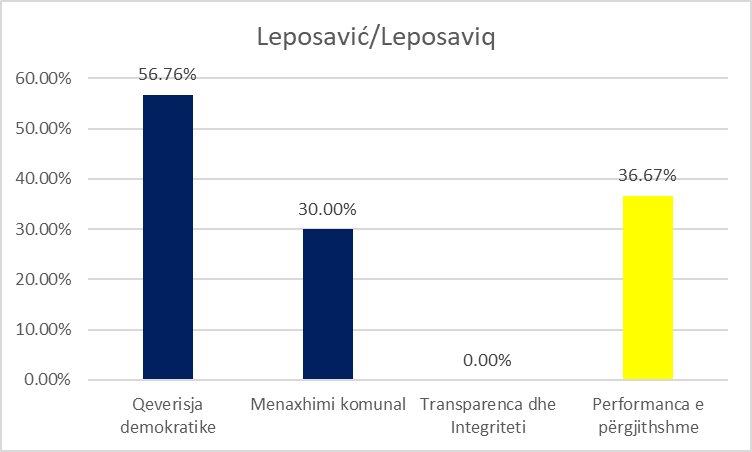 Leposavić/Leposaviq
60.00%
50.00%
40.00%
30.00%
20.00%
10.00%
0.00%
56.76%
30.00%
0.00%
36.67%
Qeverisja
demokratike
Menaxhimi komunal
Transparenca dhe
Integriteti
Performanca e
përgjithshme